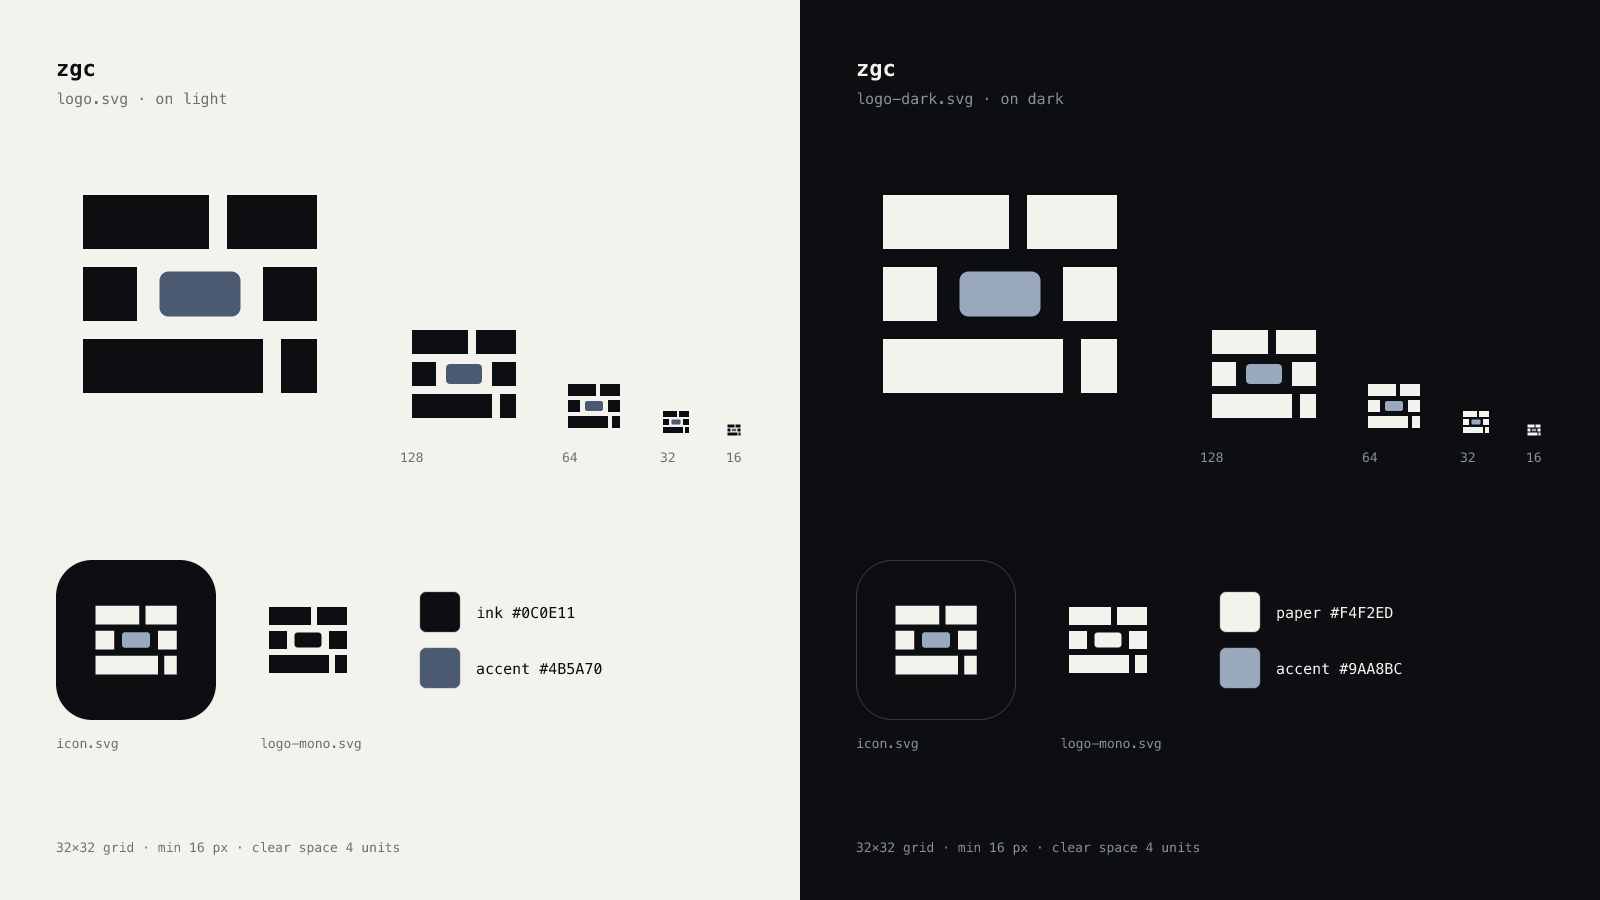 zgc
logo.svg · on light
128 64 32 16
ink #0C0E11
accent #4B5A70
icon.svg logo-mono.svg
32×32 grid · min 16 px · clear space 4 units
zgc
logo-dark.svg · on dark
128 64 32 16
paper #F4F2ED
accent #9AA8BC
icon.svg logo-mono.svg
32×32 grid · min 16 px · clear space 4 units